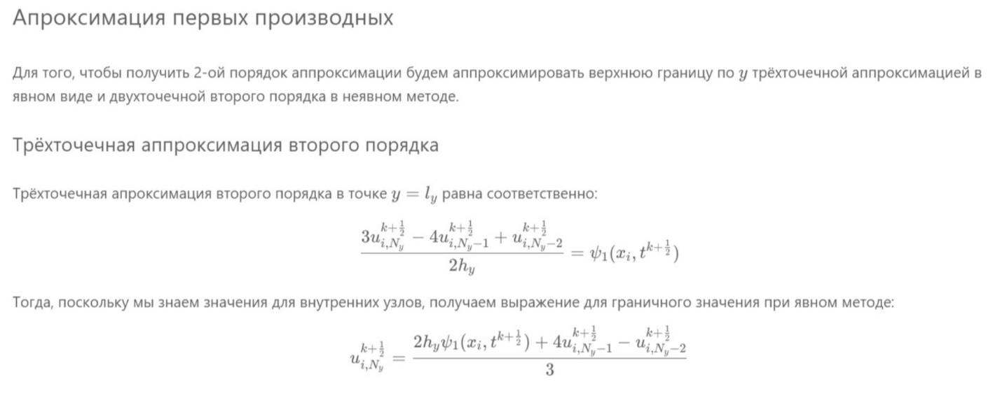 Апроксимация первых производных
Для того, чтобы получить 2-ой порядок аппроксимации будем аппроксимировать верхнюю границу по y трёхточечной аппроксимацией в
явном виде и двухточечной второго порядка в неявном методе.
Трёхточечная аппроксимация второго порядка
Трёхточечная апроксимация второго порядка в точке y = l_y равна соответственно:
\frac{3u_{i,N_y}^{k+\frac{1}{2}} - 4u_{i,N_y-1}^{k+\frac{1}{2}} + u_{i,N_y-2}^{k+\frac{1}{2}}}{2h_y} = \psi_1(x_i, t^{k+\frac{1}{2}})
Тогда, поскольку мы знаем значения для внутренних узлов, получаем выражение для граничного значения при явном методе:
u_{i,N_y}^{k+\frac{1}{2}} = \frac{2h_y\psi_1(x_i, t^{k+\frac{1}{2}}) + 4u_{i,N_y-1}^{k+\frac{1}{2}} - u_{i,N_y-2}^{k+\frac{1}{2}}}{3}